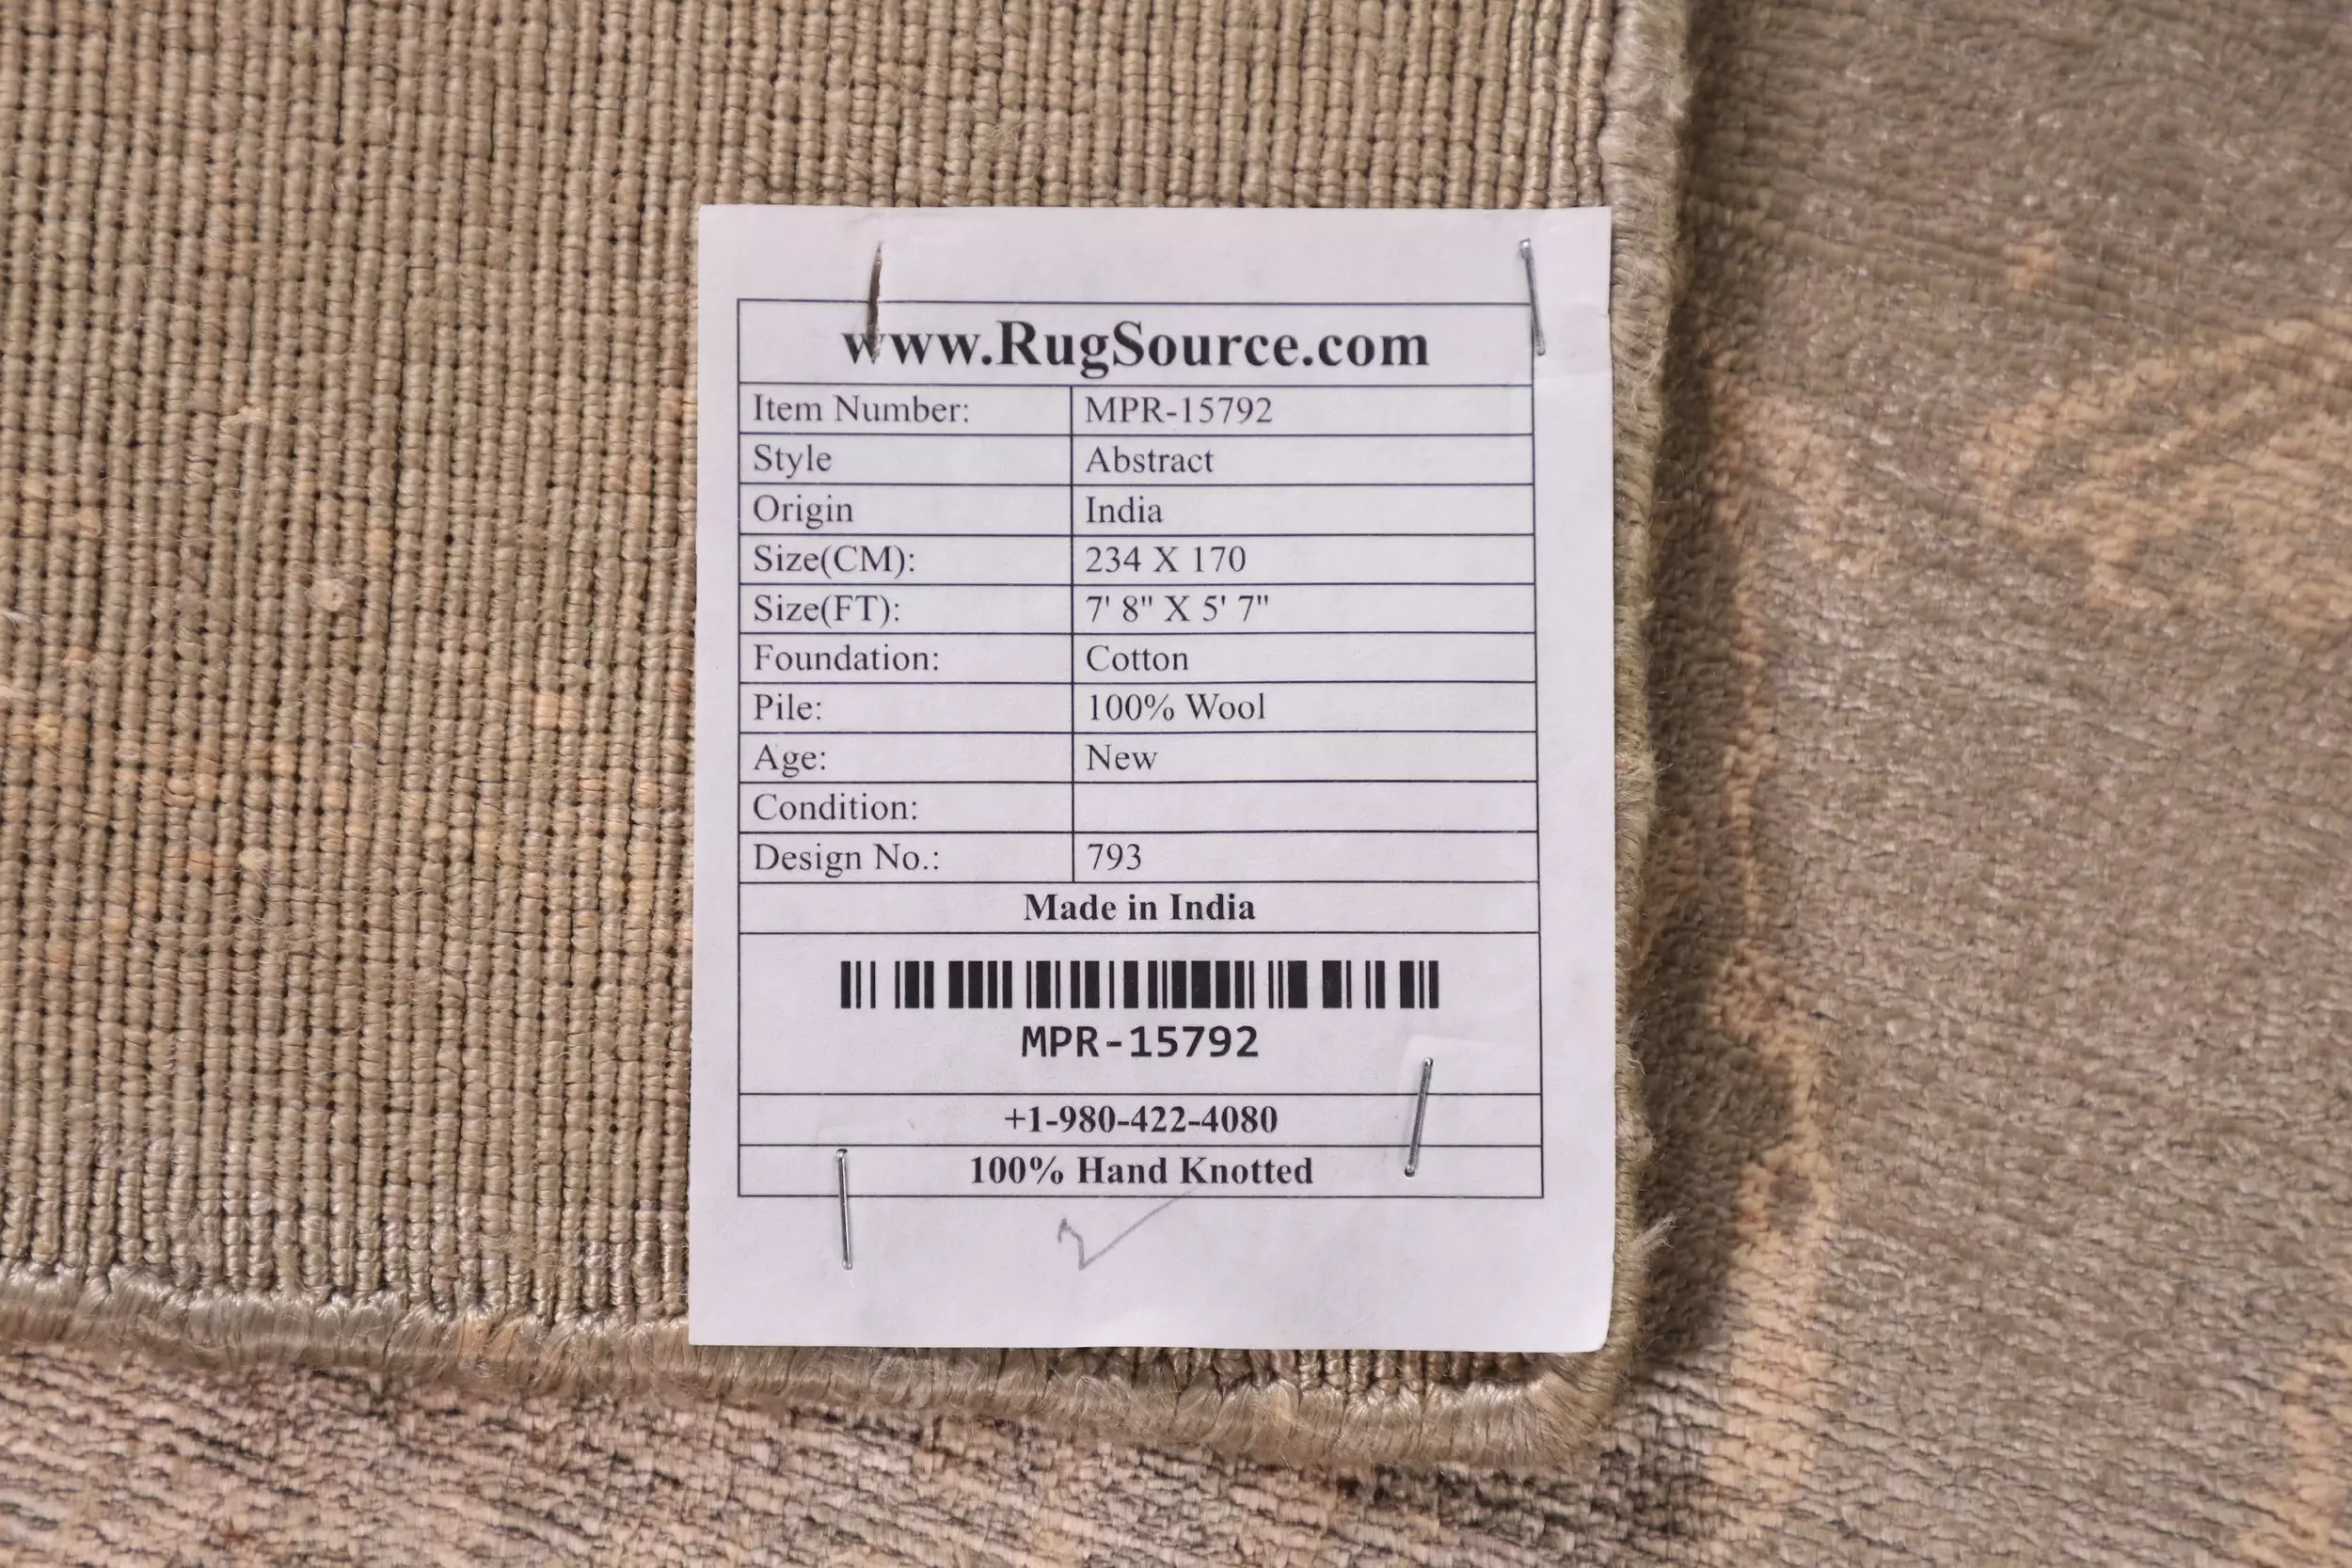 www.RugSource.com
Item Number: MPR-15792
Style Abstract
Origin India
Size(CM): 234 X 170
Size(FT): 7' 8" X 5' 7"
Foundation: Cotton
Pile: 100% Wool
Age: New
Condition:
Design No.: 793
Made in India
MPR-15792
+1-980-422-4080
100% Hand Knotted